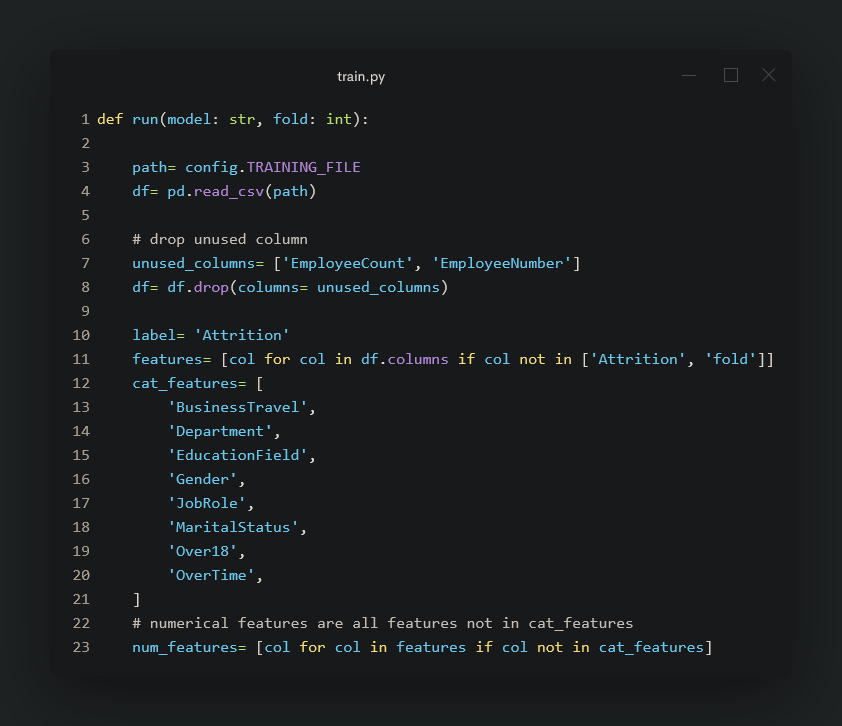 train.py
1 def run(model: str, fold: int):
2
3     path= config.TRAINING_FILE
4     df= pd.read_csv(path)
5
6     # drop unused column
7     unused_columns= ['EmployeeCount', 'EmployeeNumber']
8     df= df.drop(columns= unused_columns)
9
10     label= 'Attrition'
11     features= [col for col in df.columns if col not in ['Attrition', 'fold']]
12     cat_features= [
13         'BusinessTravel',
14         'Department',
15         'EducationField',
16         'Gender',
17         'JobRole',
18         'MaritalStatus',
19         'Over18',
20         'OverTime',
21     ]
22     # numerical features are all features not in cat_features
23     num_features= [col for col in features if col not in cat_features]